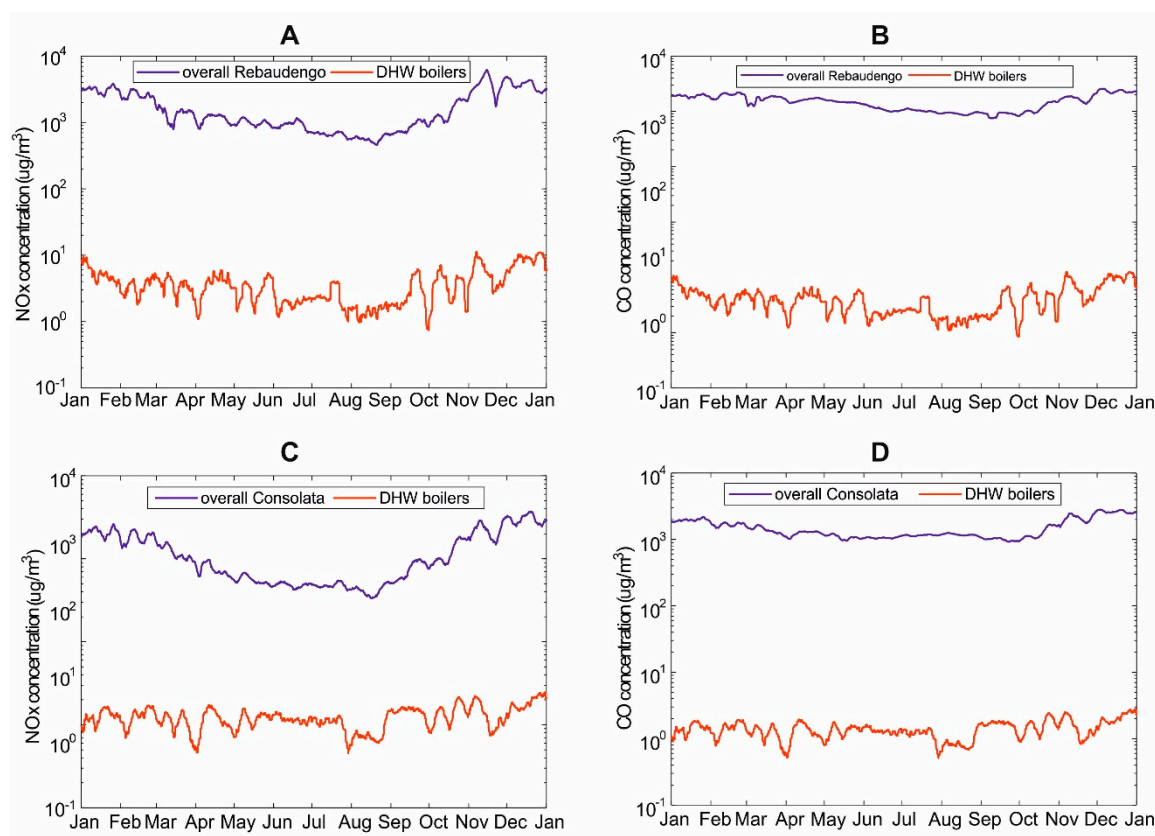 A
10^4
overall Rebaudengo DHW boilers
10^3
10^2
10^1
10^0
10^-1
NOx concentration (ug/m^3)
Jan Feb Mar Apr May Jun Jul Aug Sep Oct Nov Dec Jan
B
10^4
overall Rebaudengo DHW boilers
10^3
10^2
10^1
10^0
10^-1
CO concentration (ug/m^3)
Jan Feb Mar Apr May Jun Jul Aug Sep Oct Nov Dec Jan
C
10^4
overall Consolata DHW boilers
10^3
10^2
10^1
10^0
10^-1
NOx concentration (ug/m^3)
Jan Feb Mar Apr May Jun Jul Aug Sep Oct Nov Dec Jan
D
10^4
overall Consolata DHW boilers
10^3
10^2
10^1
10^0
10^-1
CO concentration (ug/m^3)
Jan Feb Mar Apr May Jun Jul Aug Sep Oct Nov Dec Jan